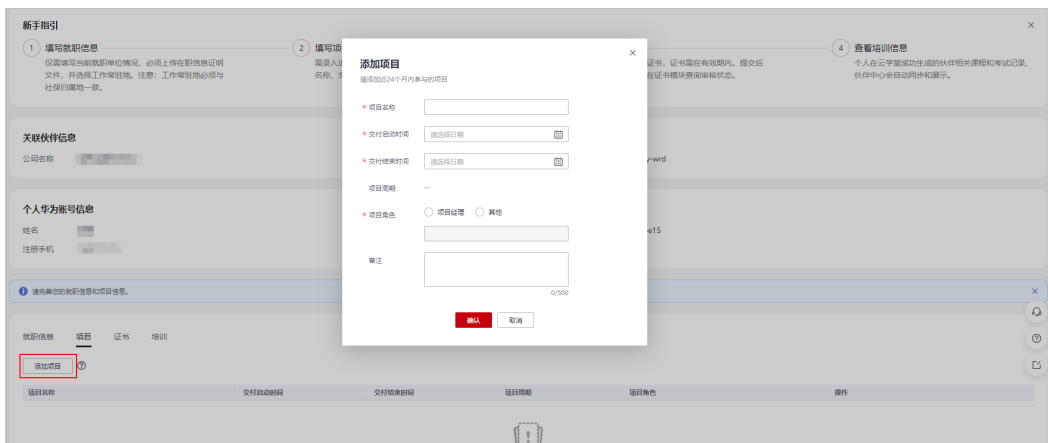 新手指引
1 填写就职信息
仅需填写当前就职单位情况，必须上传在职信息证明
文件，并选择工作常驻地。注意：工作常驻地必须与
社保归属地一致。
2 填写项
需录入近
名称、交
证书，证书需在有效期内。提交后
在证书模块查询审核状态。
4 查看培训信息
个人在云学堂成功生成的伙伴相关课程和考试记录,
伙伴中心会自动同步和展示。
关联伙伴信息
公司名称
y-wrd
个人华为账号信息
姓名
e15
注册手机
请完善您的就职信息和项目信息。
就职信息 项目 证书 培训
添加项目
项目名称 交付启动时间 交付结束时间 项目周期 项目角色 操作
添加项目
请添加近24个月内参与的项目
* 项目名称
* 交付启动时间 请选择日期
* 交付结束时间 请选择日期
项目周期 --
* 项目角色 项目经理 其他
备注
0/500
确认 取消